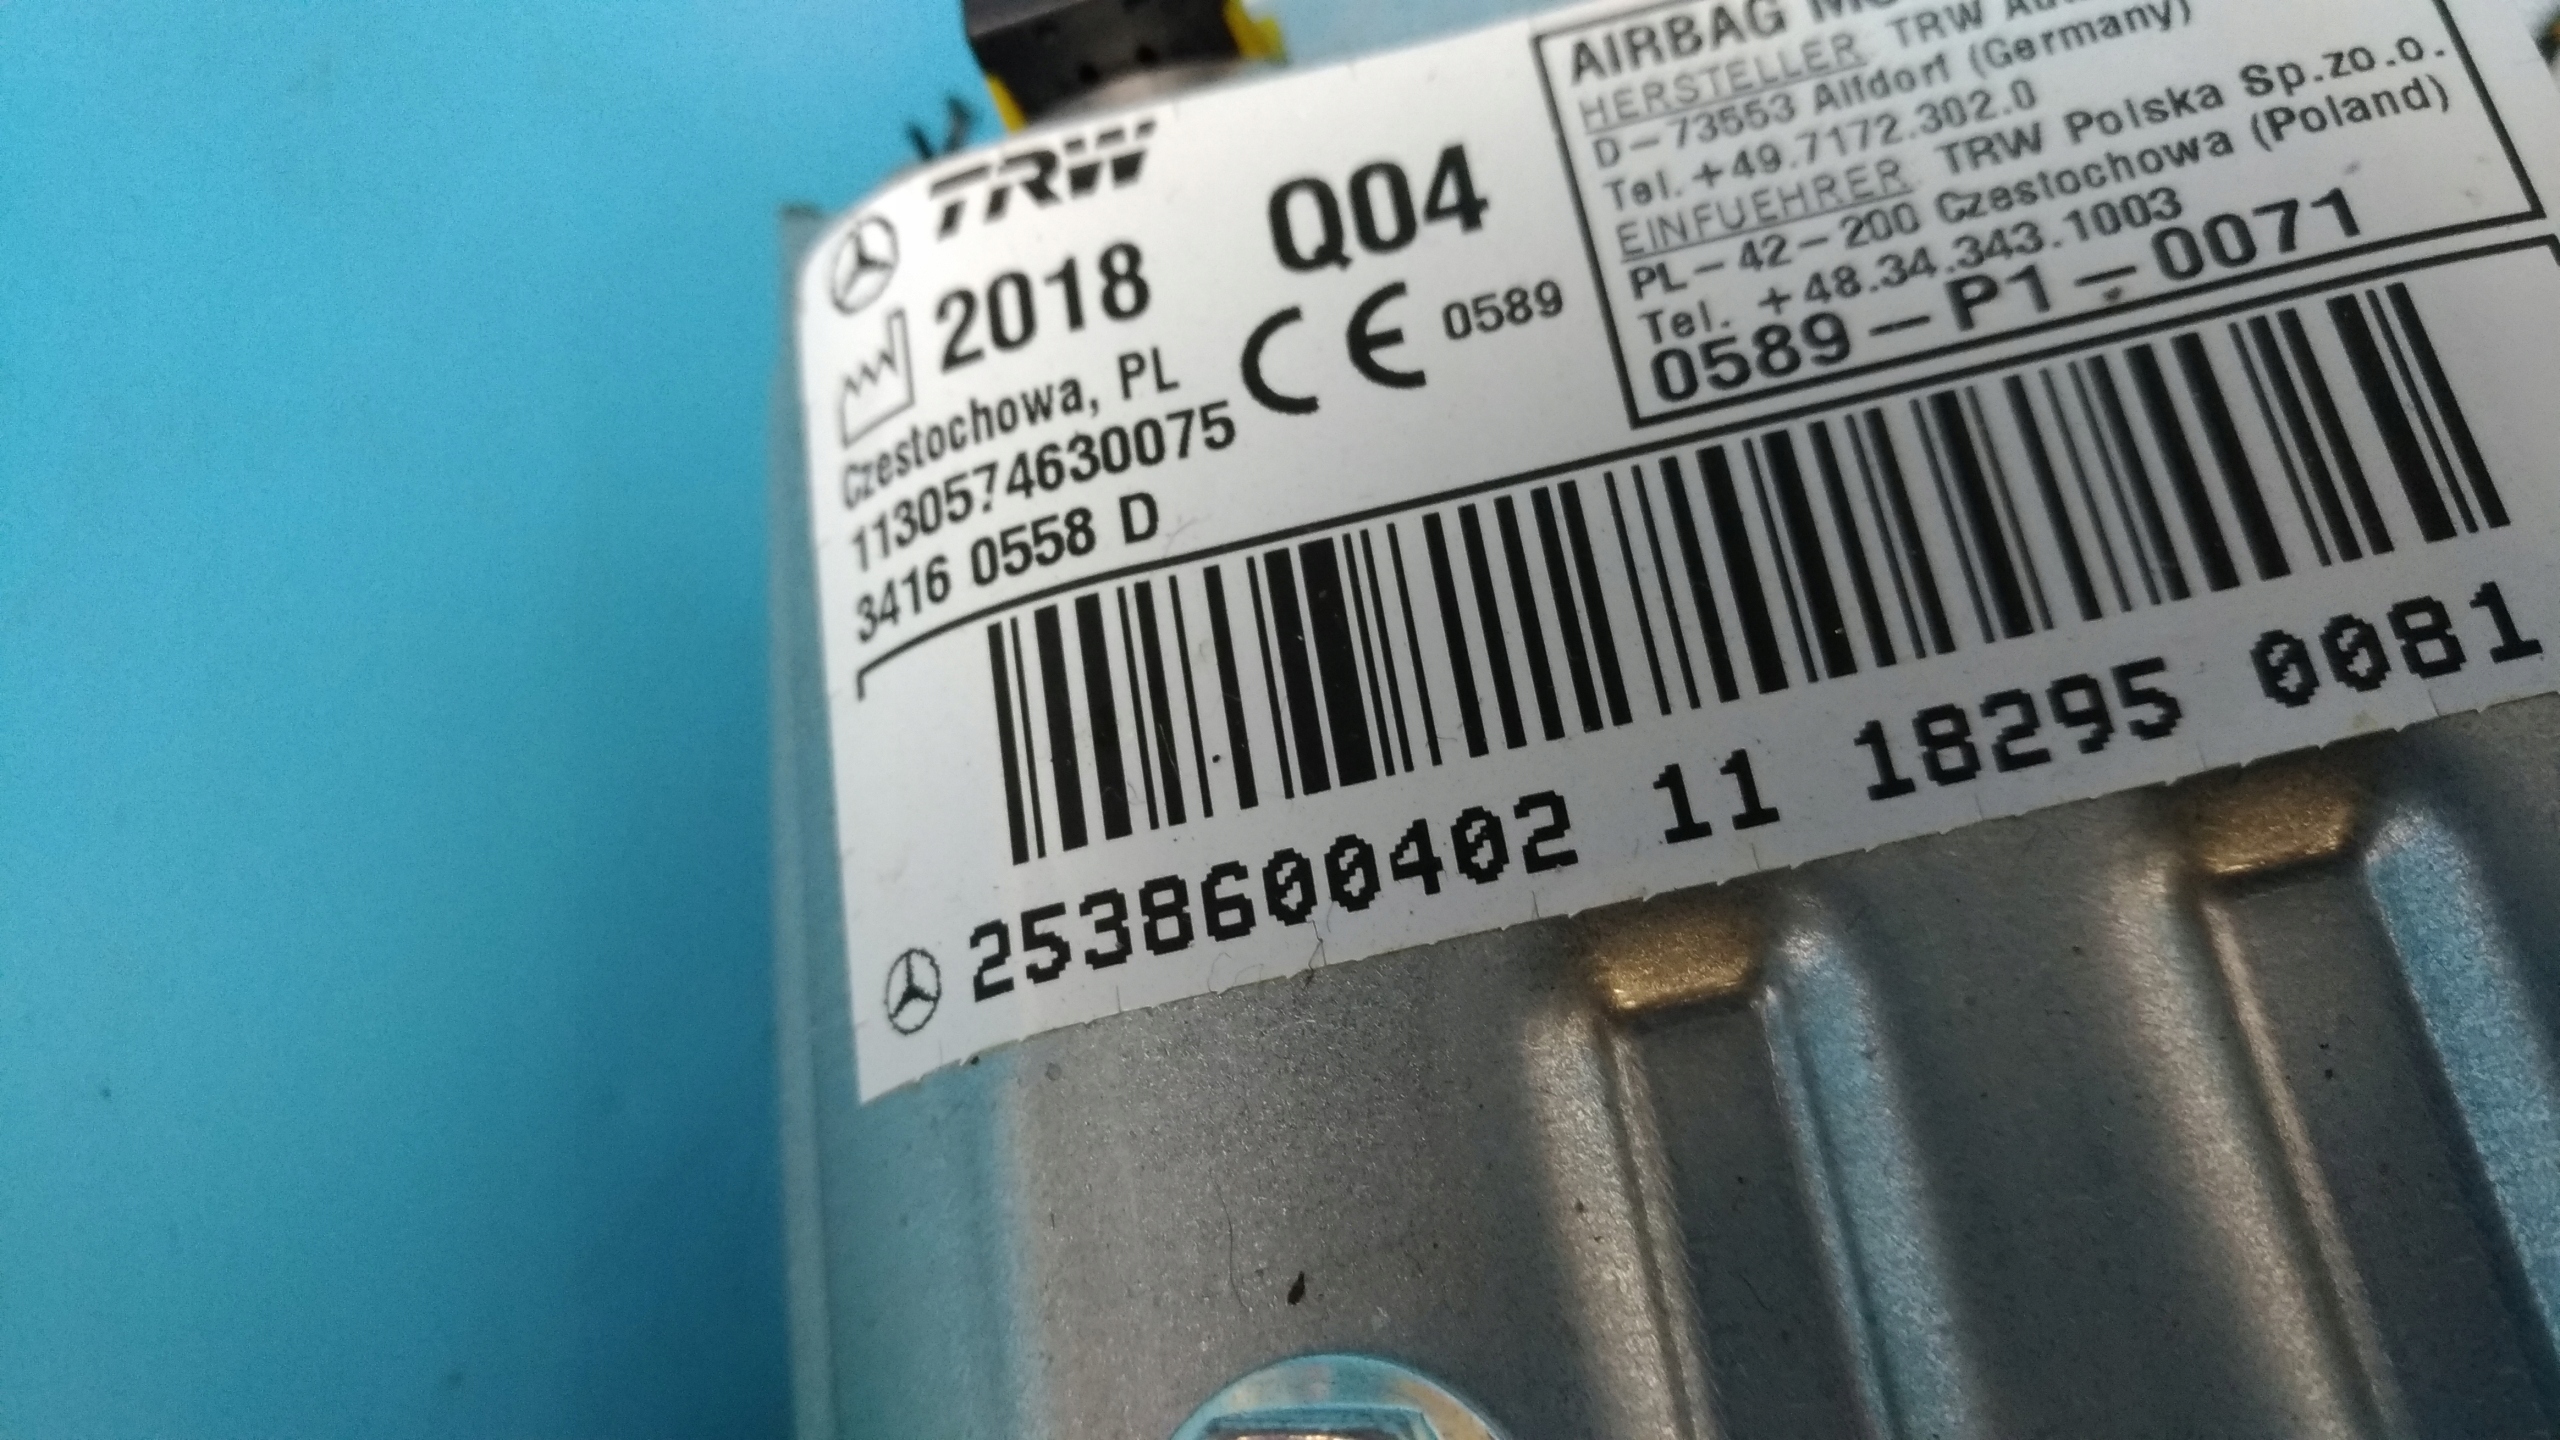 TRW
2018 Q04
Czestochowa, PL
CE 0589
11305?4630075
3416 0558 D
AIRBAG
HERSTELLER TRW
D-73553 Alfdorf (Germany)
Tel.+49.7172.302.0
EINFUEHRER TRW Polska Sp.zo.o.
PL-42-200 Czestochowa (Poland)
Tel. +48.34.343.1003
0589-P1-0071
2538600402 11 18295 0081